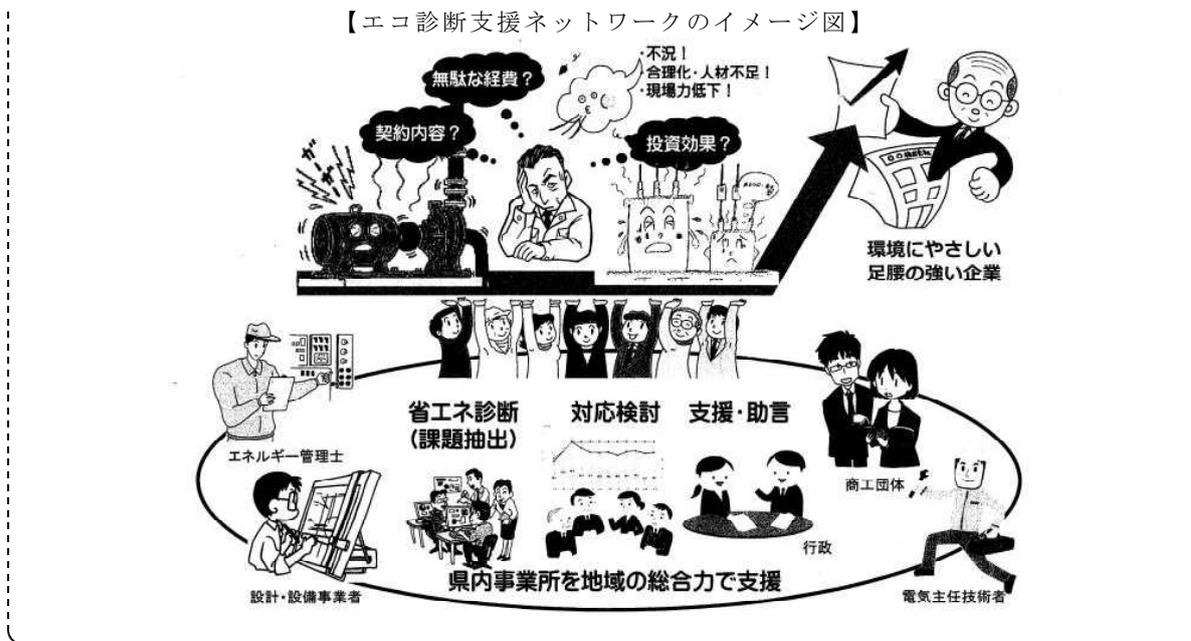 【エコ診断支援ネットワークのイメージ図】
無駄な経費？
・不況！
・合理化・人材不足！
・現場力低下！
契約内容？
投資効果？
ガガガ
環境にやさしい
足腰の強い企業
省エネ診断
（課題抽出）
対応検討
支援・助言
エネルギー管理士
商工団体
行政
県内事業所を地域の総合力で支援
設計・設備事業者
電気主任技術者